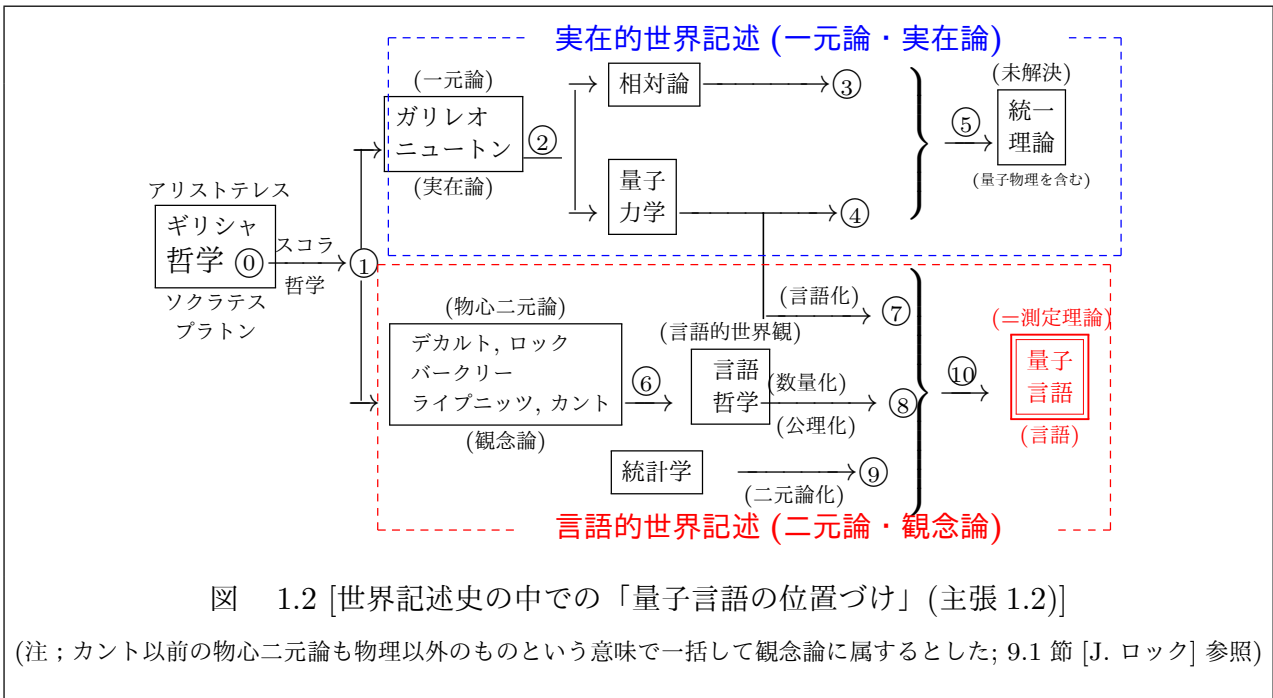 実在的世界記述 (一元論・実在論)
(一元論)
ガリレオ
ニュートン
(実在論)
②
相対論
③
量子
力学
④
⑤
(未解決)
統一
理論
(量子物理を含む)
アリストテレス
ギリシャ
哲学 ⓪
ソクラテス
プラトン
スコラ
哲学
①
(物心二元論)
デカルト, ロック
バークリー
ライプニッツ, カント
(観念論)
⑥
(言語的世界観)
言語
哲学
(言語化)
⑦
(数量化)
(公理化)
⑧
統計学
(二元論化)
⑨
⑩
(=測定理論)
量子
言語
(言語)
言語的世界記述 (二元論・観念論)
図 1.2 [世界記述史の中での「量子言語の位置づけ」(主張 1.2)]
(注 ; カント以前の物心二元論も物理以外のものという意味で一括して観念論に属するとした; 9.1 節 [J. ロック] 参照)